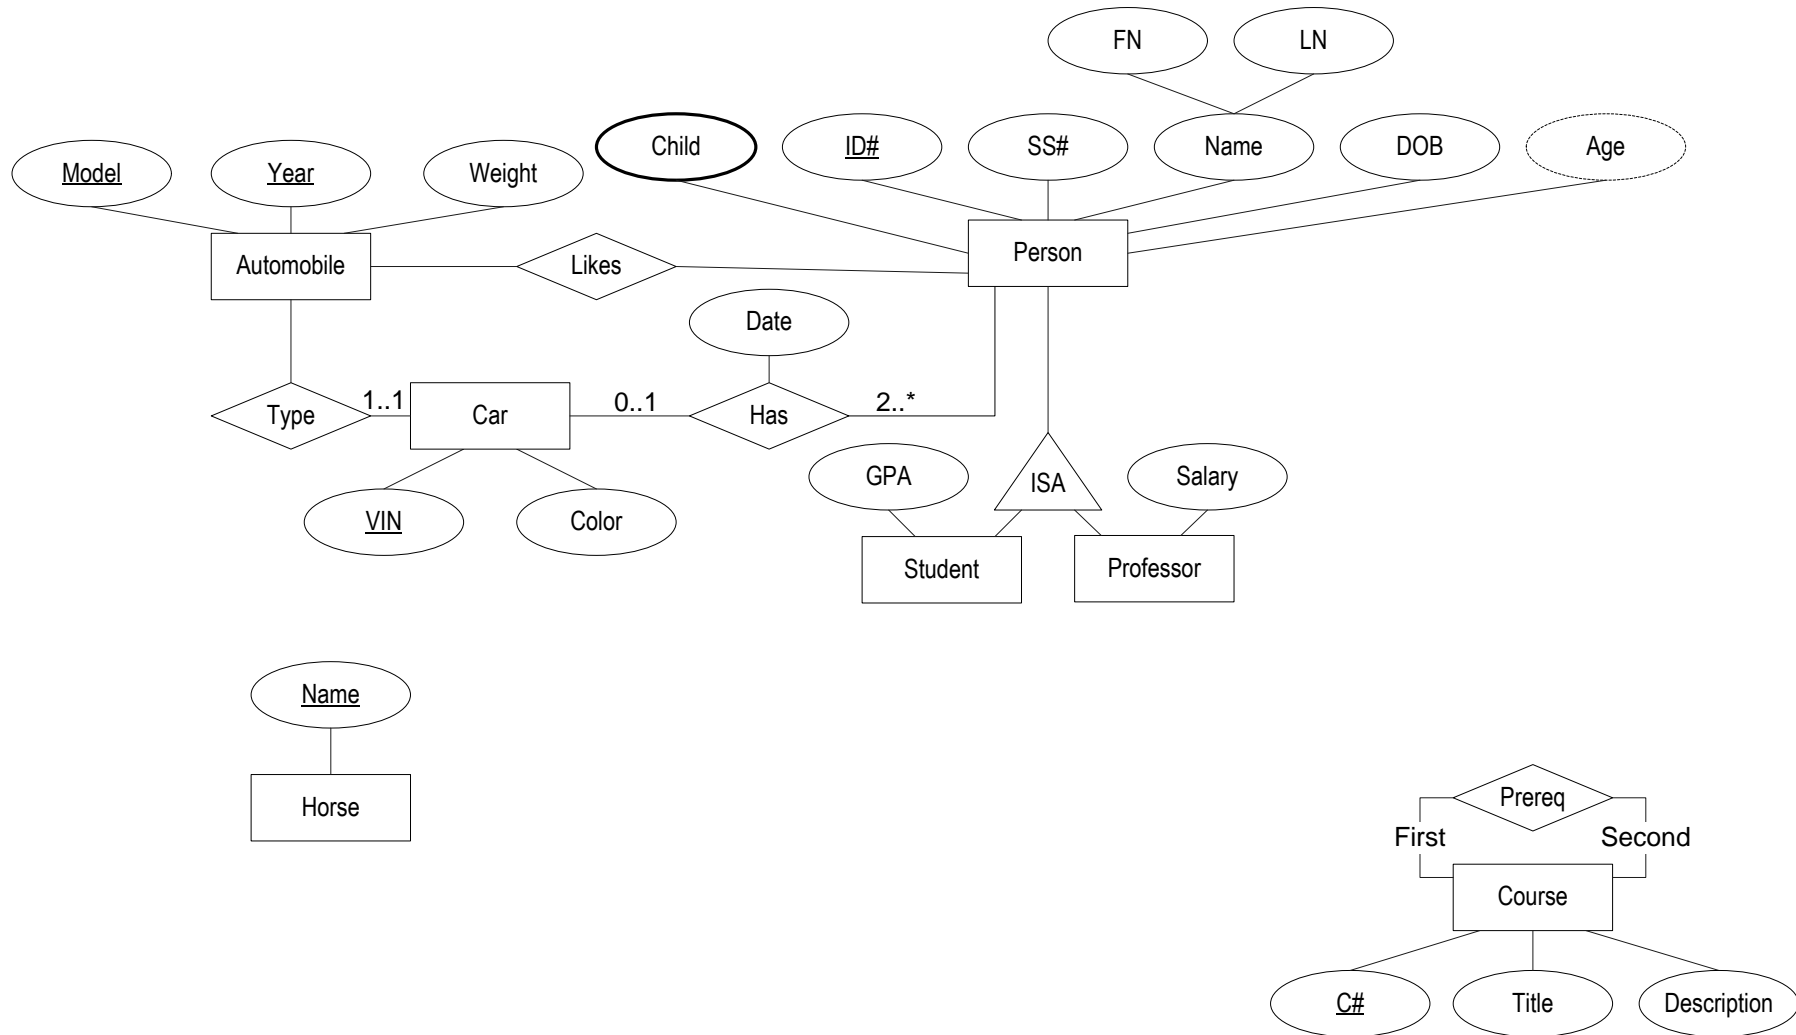 FN
LN
Model
Year
Weight
Child
ID#
SS#
Name
DOB
Age
Automobile
Likes
Person
Date
Type
1..1
Car
0..1
Has
2..*
GPA
ISA
Salary
VIN
Color
Student
Professor
Name
Horse
Prereq
First
Second
Course
C#
Title
Description